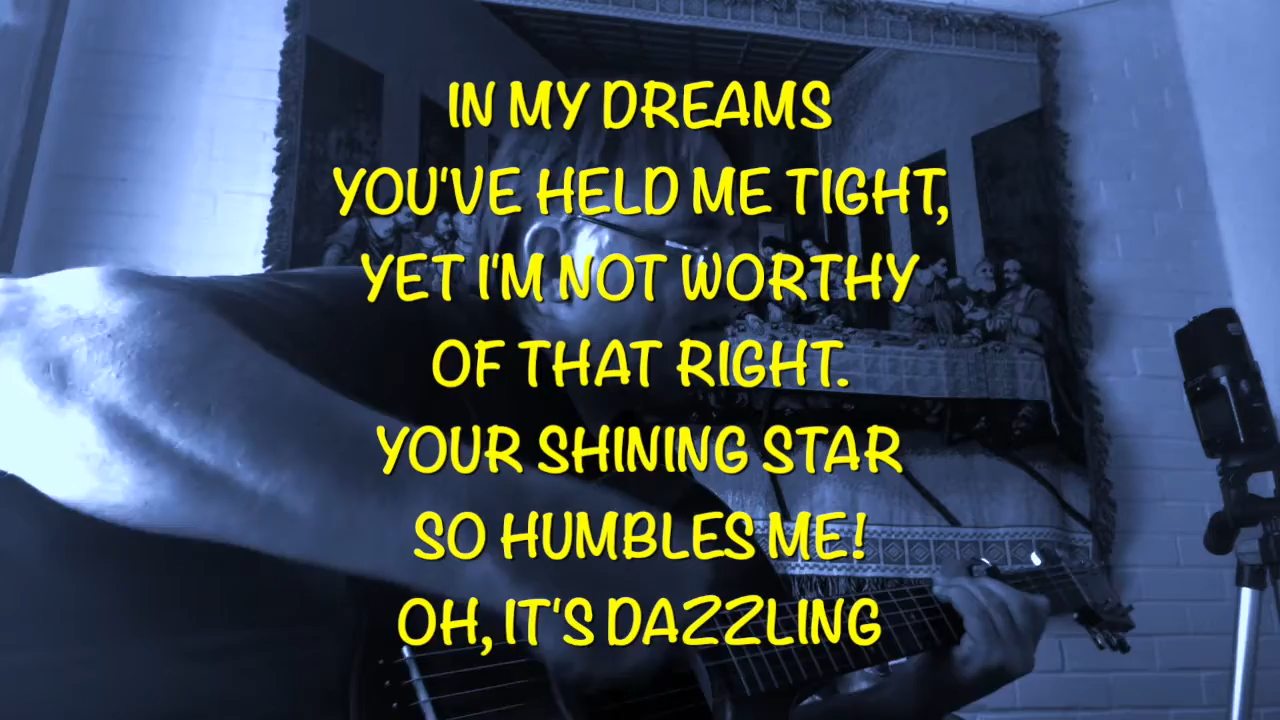 IN MY DREAMS
YOU'VE HELD ME TIGHT,
YET I'M NOT WORTHY
OF THAT RIGHT.
YOUR SHINING STAR
SO HUMBLES ME!
OH, IT'S DAZZLING